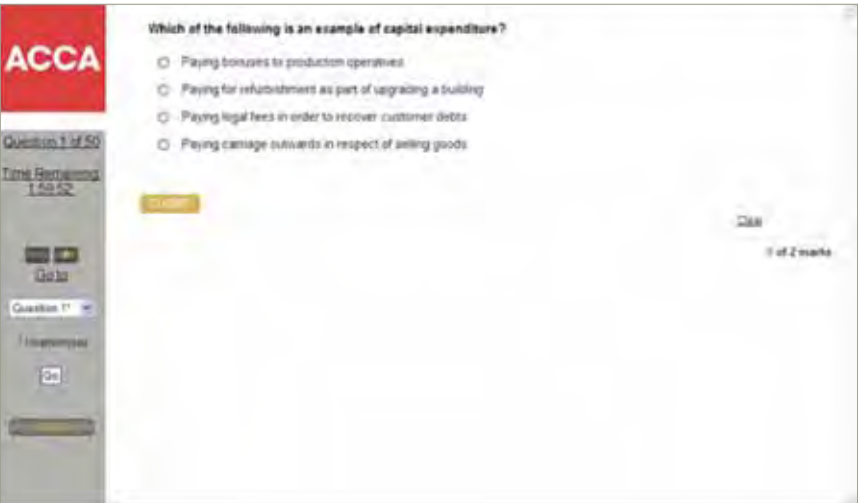 ACCA
Question 1 of 50
Time Remaining
1:59:52
Go to
Question 1*
Go
Which of the following is an example of capital expenditure?
Paying bonuses to production operatives
Paying for refurbishment as part of upgrading a building
Paying legal fees in order to recover customer debts
Paying carriage outwards in respect of selling goods
Clear
of 2 marks